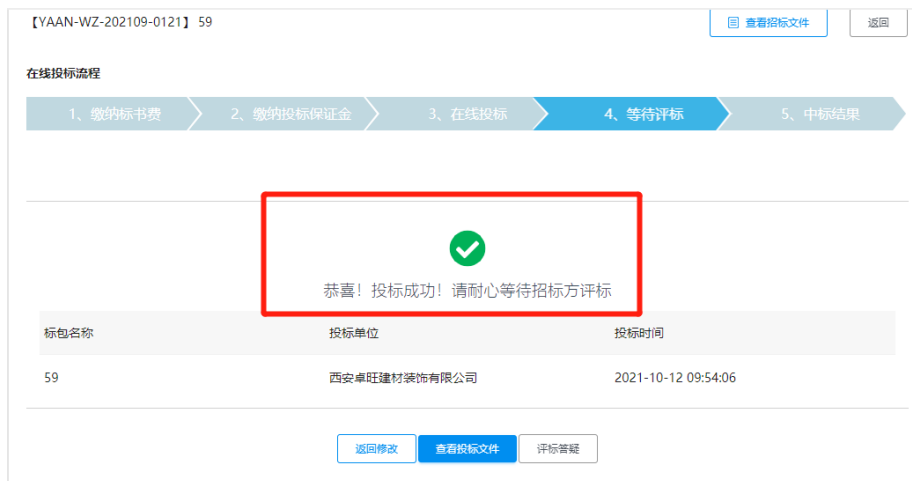 【YAAN-WZ-202109-0121】 59 查看招标文件 返回
在线投标流程
1、缴纳标书费 2、缴纳投标保证金 3、在线投标 4、等待评标 5、中标结果
恭喜！投标成功！请耐心等待招标方评标
标包名称 投标单位 投标时间
59 西安卓旺建材装饰有限公司 2021-10-12 09:54:06
返回修改 查看投标文件 评标答疑